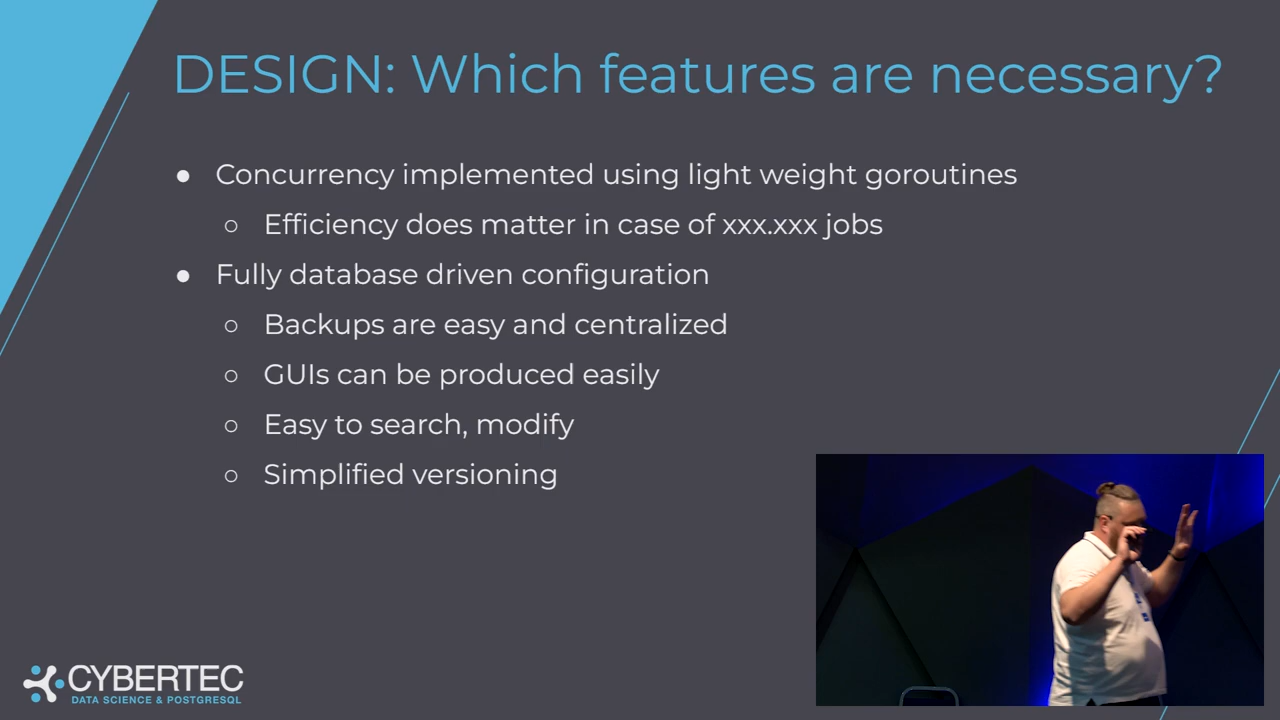 DESIGN: Which features are necessary?
● Concurrency implemented using light weight goroutines
○ Efficiency does matter in case of xxx.xxx jobs
● Fully database driven configuration
○ Backups are easy and centralized
○ GUIs can be produced easily
○ Easy to search, modify
○ Simplified versioning
CYBERTEC
DATA SCIENCE & POSTGRESQL